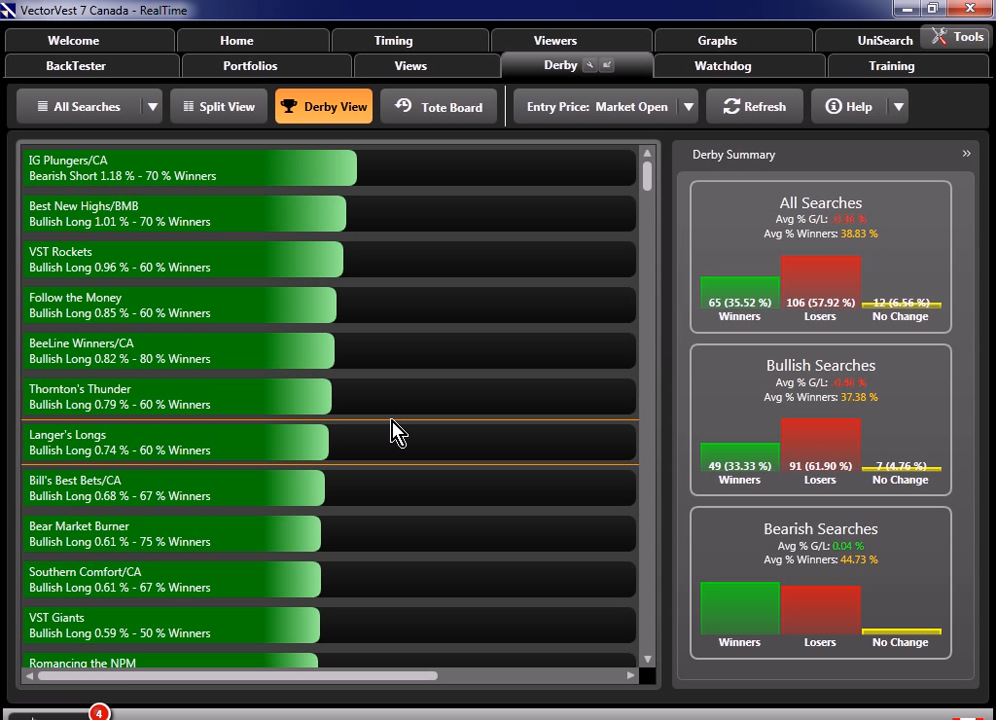 VectorVest 7 Canada - RealTime
Welcome
Home
Timing
Viewers
Graphs
UniSearch
Tools
BackTester
Portfolios
Views
Derby
Watchdog
Training
All Searches
Split View
Derby View
Tote Board
Entry Price: Market Open
Refresh
Help
IG Plungers/CA
Bearish Short 1.18 % - 70 % Winners
Best New Highs/BMB
Bullish Long 1.01 % - 70 % Winners
VST Rockets
Bullish Long 0.96 % - 60 % Winners
Follow the Money
Bullish Long 0.85 % - 60 % Winners
BeeLine Winners/CA
Bullish Long 0.82 % - 80 % Winners
Thornton's Thunder
Bullish Long 0.79 % - 60 % Winners
Langer's Longs
Bullish Long 0.74 % - 60 % Winners
Bill's Best Bets/CA
Bullish Long 0.68 % - 67 % Winners
Bear Market Burner
Bullish Long 0.61 % - 75 % Winners
Southern Comfort/CA
Bullish Long 0.61 % - 67 % Winners
VST Giants
Bullish Long 0.59 % - 50 % Winners
Romancing the NPM
Derby Summary
All Searches
Avg % G/L:
Avg % Winners: 38.83 %
65 (35.52 %)
106 (57.92 %)
12 (6.56 %)
Winners
Losers
No Change
Bullish Searches
Avg % G/L:
Avg % Winners: 37.38 %
49 (33.33 %)
91 (61.90 %)
7 (4.76 %)
Winners
Losers
No Change
Bearish Searches
Avg % G/L: 0.04 %
Avg % Winners: 44.73 %
Winners
Losers
No Change
4